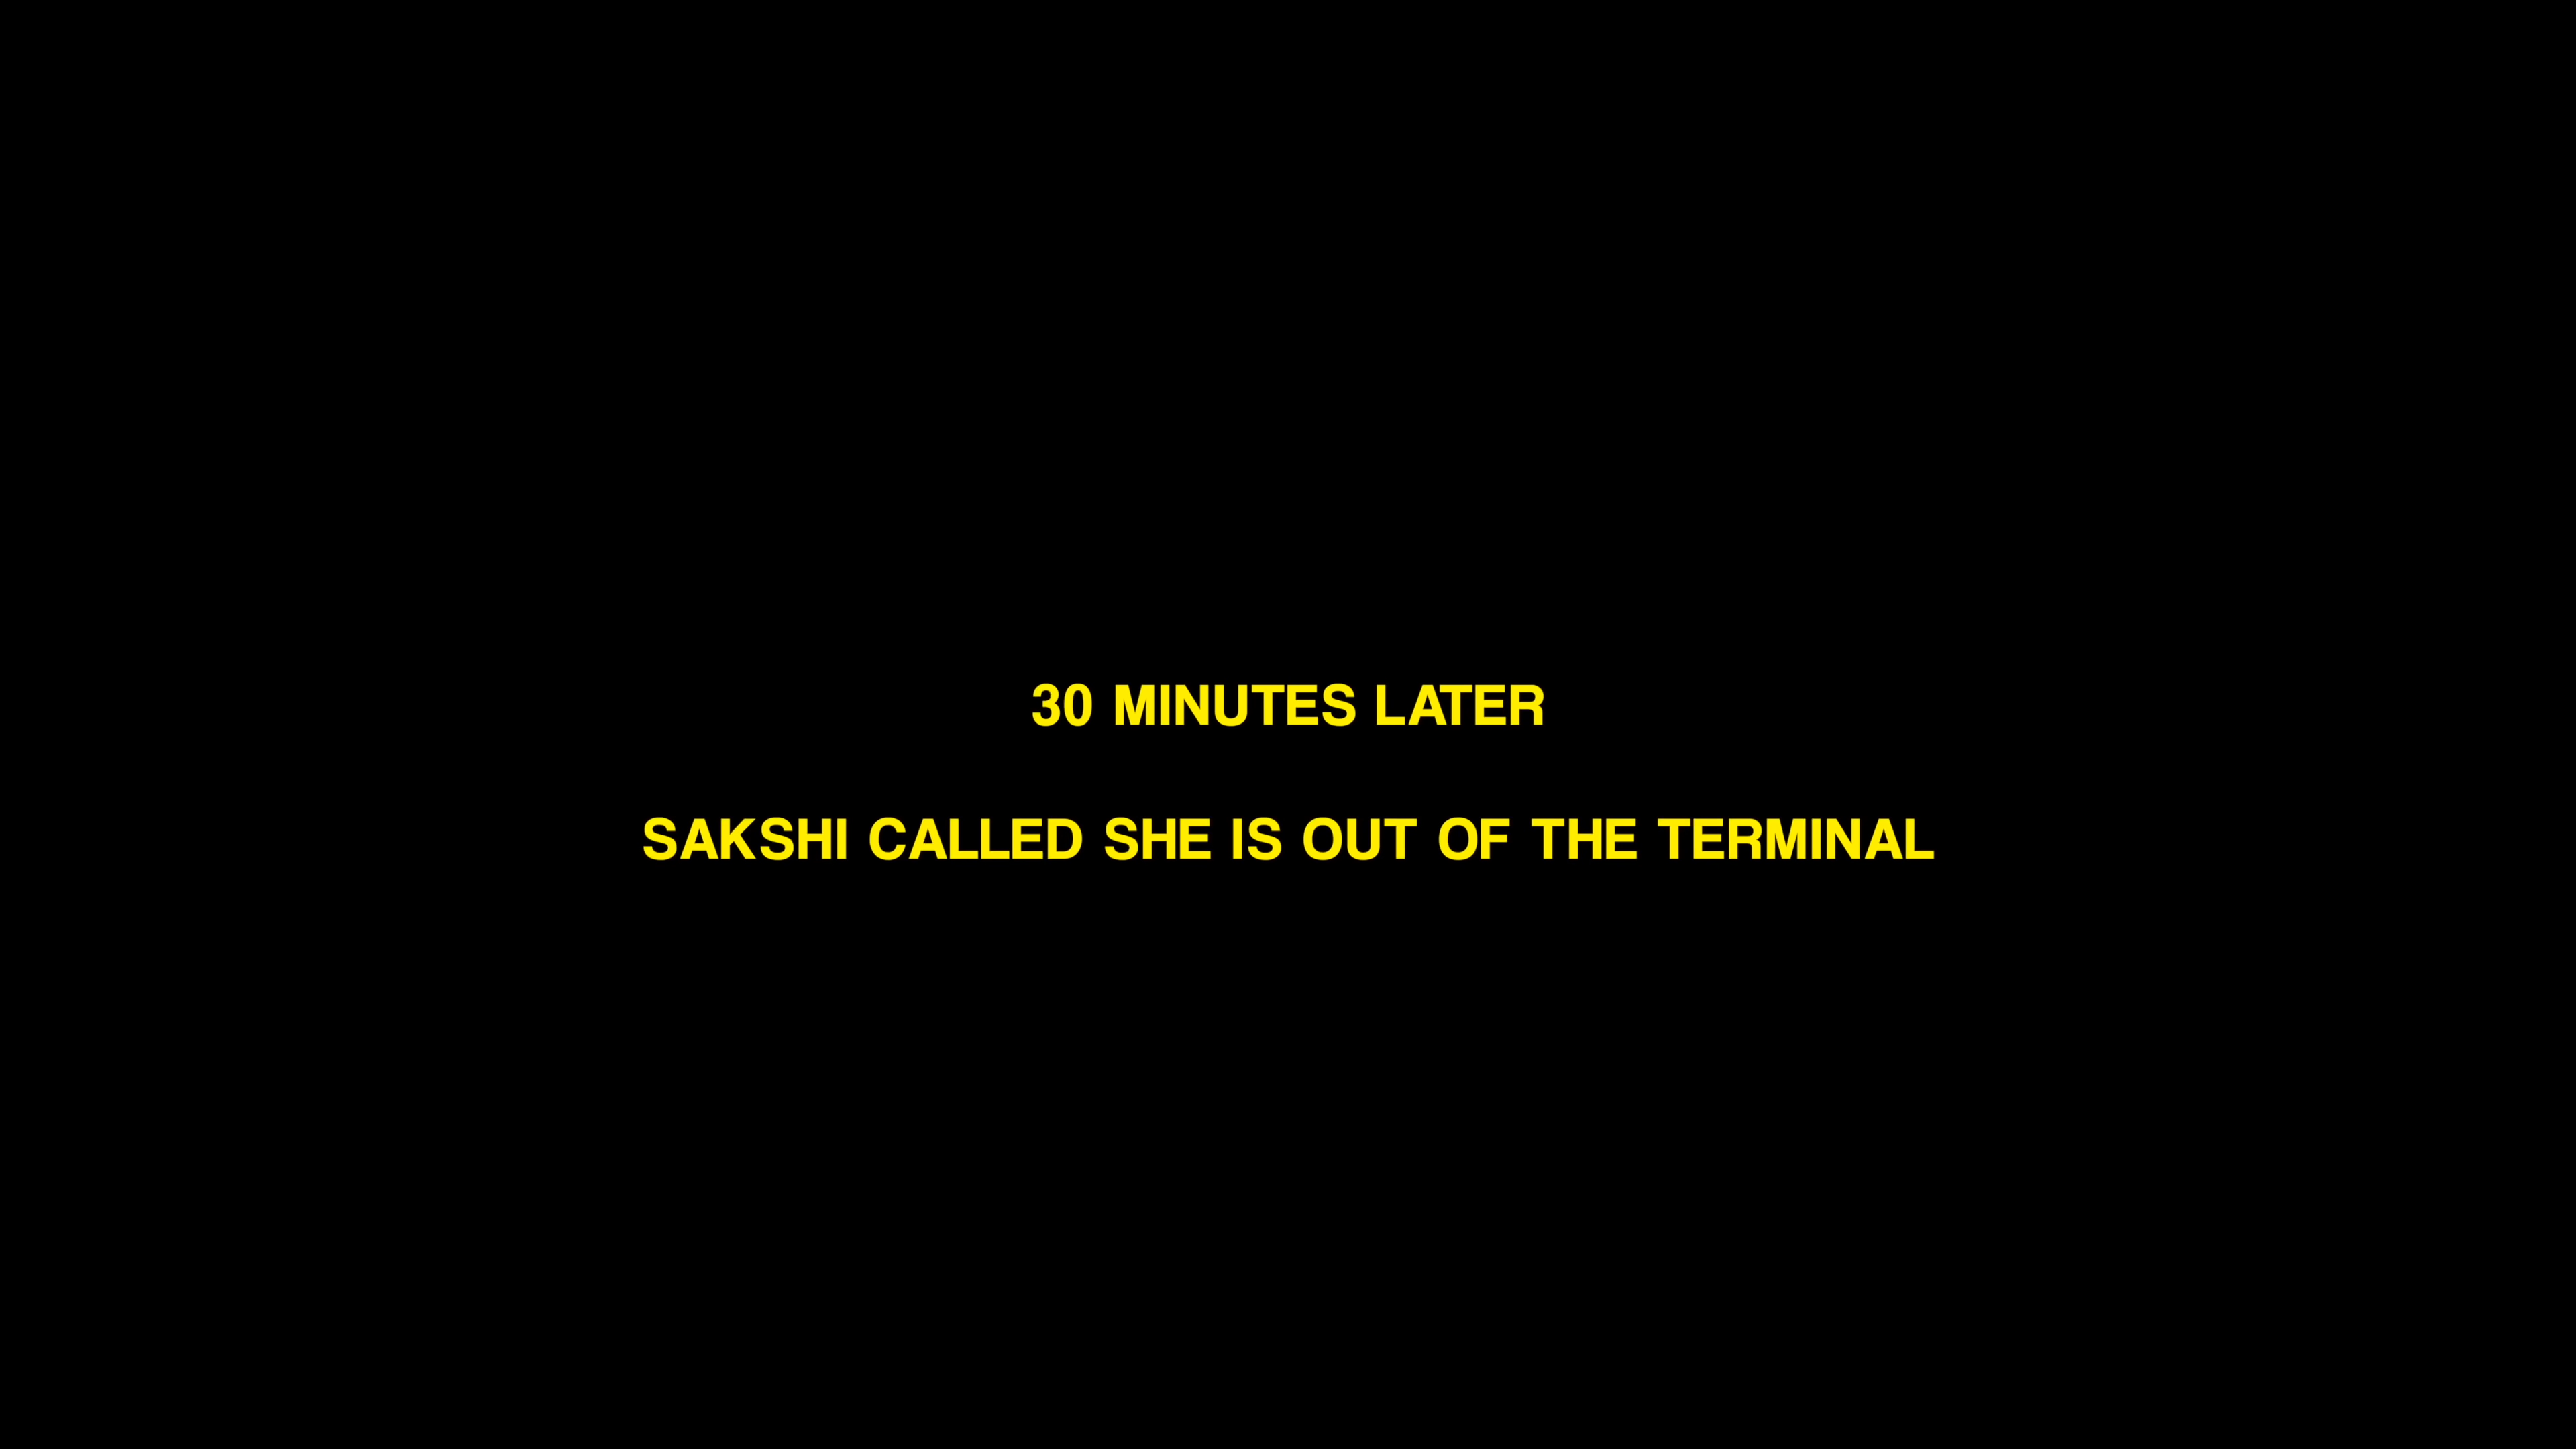 30 MINUTES LATER
SAKSHI CALLED SHE IS OUT OF THE TERMINAL